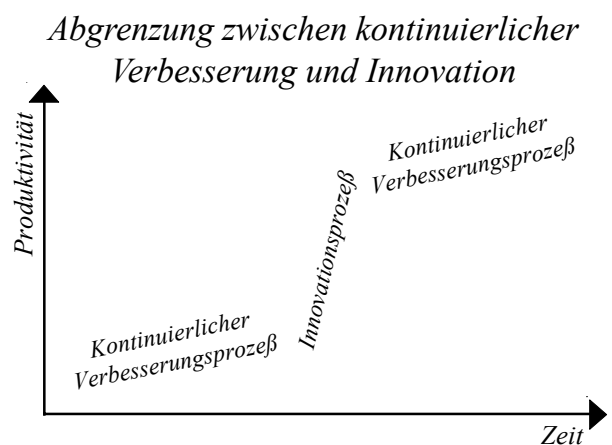 Abgrenzung zwischen kontinuierlicher
Verbesserung und Innovation
Produktivität
Kontinuierlicher
Verbesserungsprozeß
Innovationsprozeß
Kontinuierlicher
Verbesserungsprozeß
Zeit